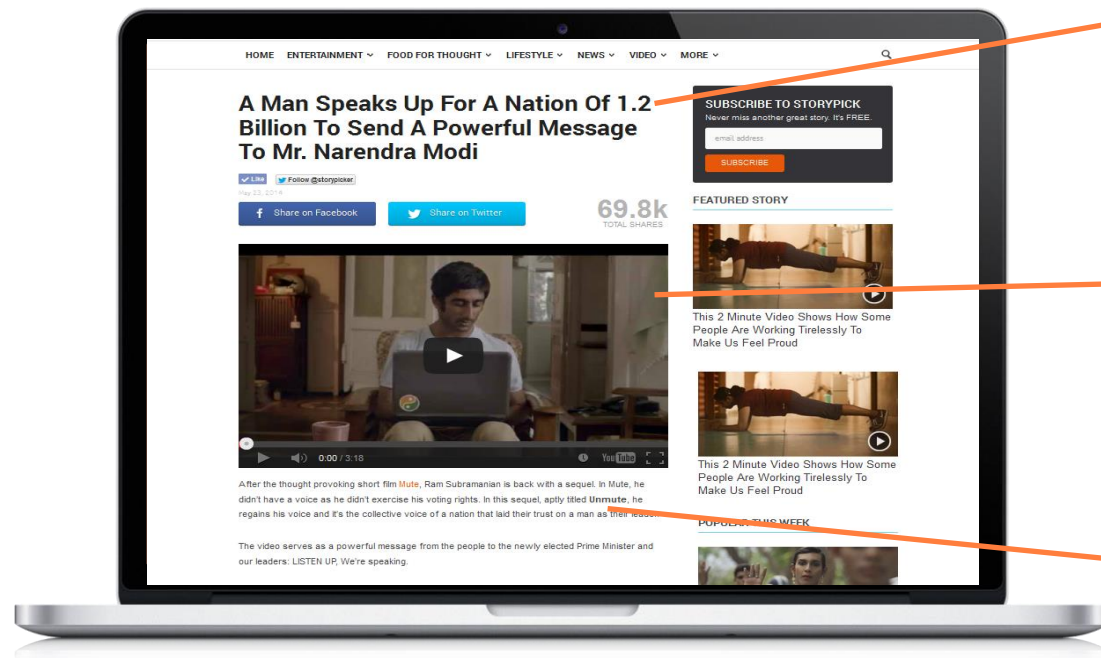 HOME ENTERTAINMENT FOOD FOR THOUGHT LIFESTYLE NEWS VIDEO MORE
A Man Speaks Up For A Nation Of 1.2
Billion To Send A Powerful Message
To Mr. Narendra Modi
Like Follow @storypicker
Share on Facebook Share on Twitter
69.8k
TOTAL SHARES
0:00 / 3:18
YouTube
After the thought provoking short film Mute, Ram Subramanian is back with a sequel. In Mute, he
didn't have a voice as he didn't exercise his voting rights. In this sequel, aptly titled Unmute, he
regains his voice and it's the collective voice of a nation that laid their trust on a man as their
The video serves as a powerful message from the people to the newly elected Prime Minister and
our leaders: LISTEN UP, We're speaking.
SUBSCRIBE TO STORYPICK
Never miss another great story. It's FREE.
email address
SUBSCRIBE
FEATURED STORY
This 2 Minute Video Shows How Some
People Are Working Tirelessly To
Make Us Feel Proud
This 2 Minute Video Shows How Some
People Are Working Tirelessly To
Make Us Feel Proud
POPULAR THIS WEEK